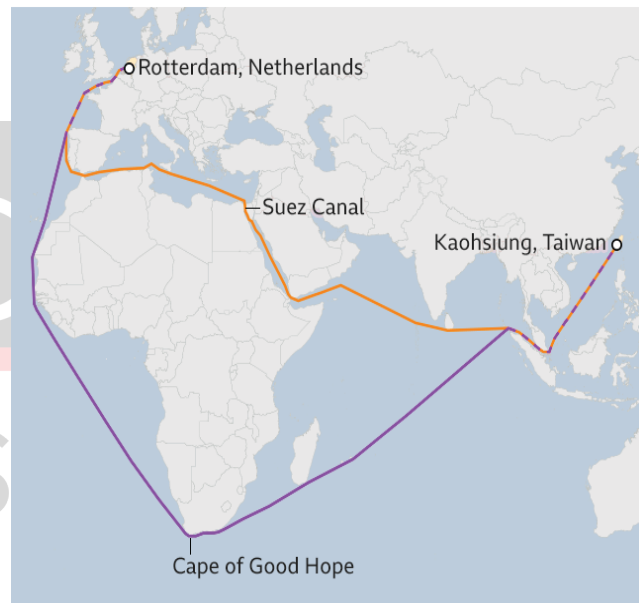 Rotterdam, Netherlands
Suez Canal
Kaohsiung, Taiwan
Cape of Good Hope